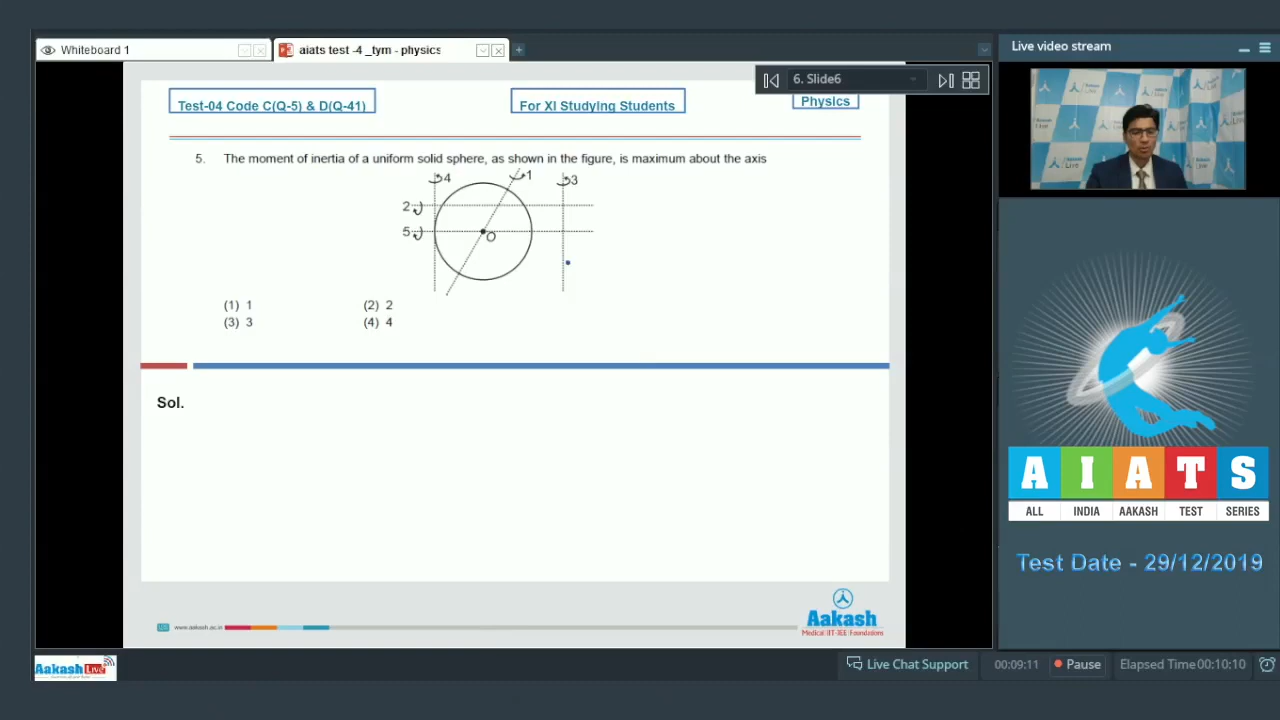 Whiteboard 1
aiats test -4 _tym - physics
Live video stream
6. Slide6
Test-04 Code C(Q-5) & D(Q-41)
For XI Studying Students
Physics
5. The moment of inertia of a uniform solid sphere, as shown in the figure, is maximum about the axis
4
1
3
2
5
O
(1) 1
(2) 2
(3) 3
(4) 4
Sol.
A I A T S
ALL INDIA AAKASH TEST SERIES
Test Date - 29/12/2019
www.aakash.ac.in
Aakash
Medical|IIT-JEE|Foundations
Aakash Live
Live Chat Support
00:09:11
Pause
Elapsed Time 00:10:10